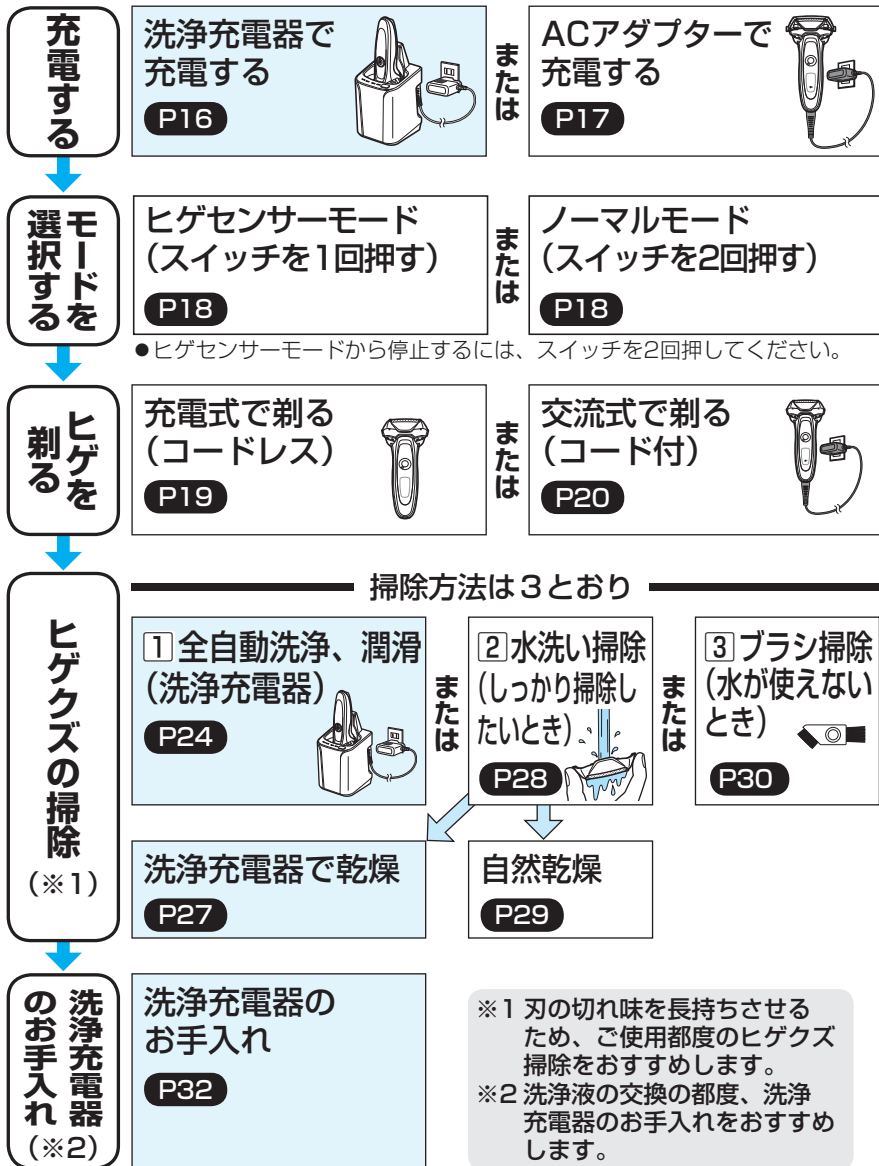 充電する
洗浄充電器で
充電する
P16
または
ACアダプターで
充電する
P17
モードを
選択する
ヒゲセンサーモード
（スイッチを1回押す）
P18
または
ノーマルモード
（スイッチを2回押す）
P18
●ヒゲセンサーモードから停止するには、スイッチを2回押してください。
ヒゲを
剃る
充電式で剃る
（コードレス）
P19
または
交流式で剃る
（コード付）
P20
ヒゲクズの掃除
（※1）
掃除方法は３とおり
1 全自動洗浄、潤滑
（洗浄充電器）
P24
または
2 水洗い掃除
（しっかり掃除し
たいとき）
P28
または
3 ブラシ掃除
（水が使えない
とき）
P30
洗浄充電器で乾燥
P27
自然乾燥
P29
洗浄充電器
のお手入れ
（※2）
洗浄充電器の
お手入れ
P32
※1 刃の切れ味を長持ちさせる
ため、ご使用都度のヒゲクズ
掃除をおすすめします。
※2 洗浄液の交換の都度、洗浄
充電器のお手入れをおすすめ
します。